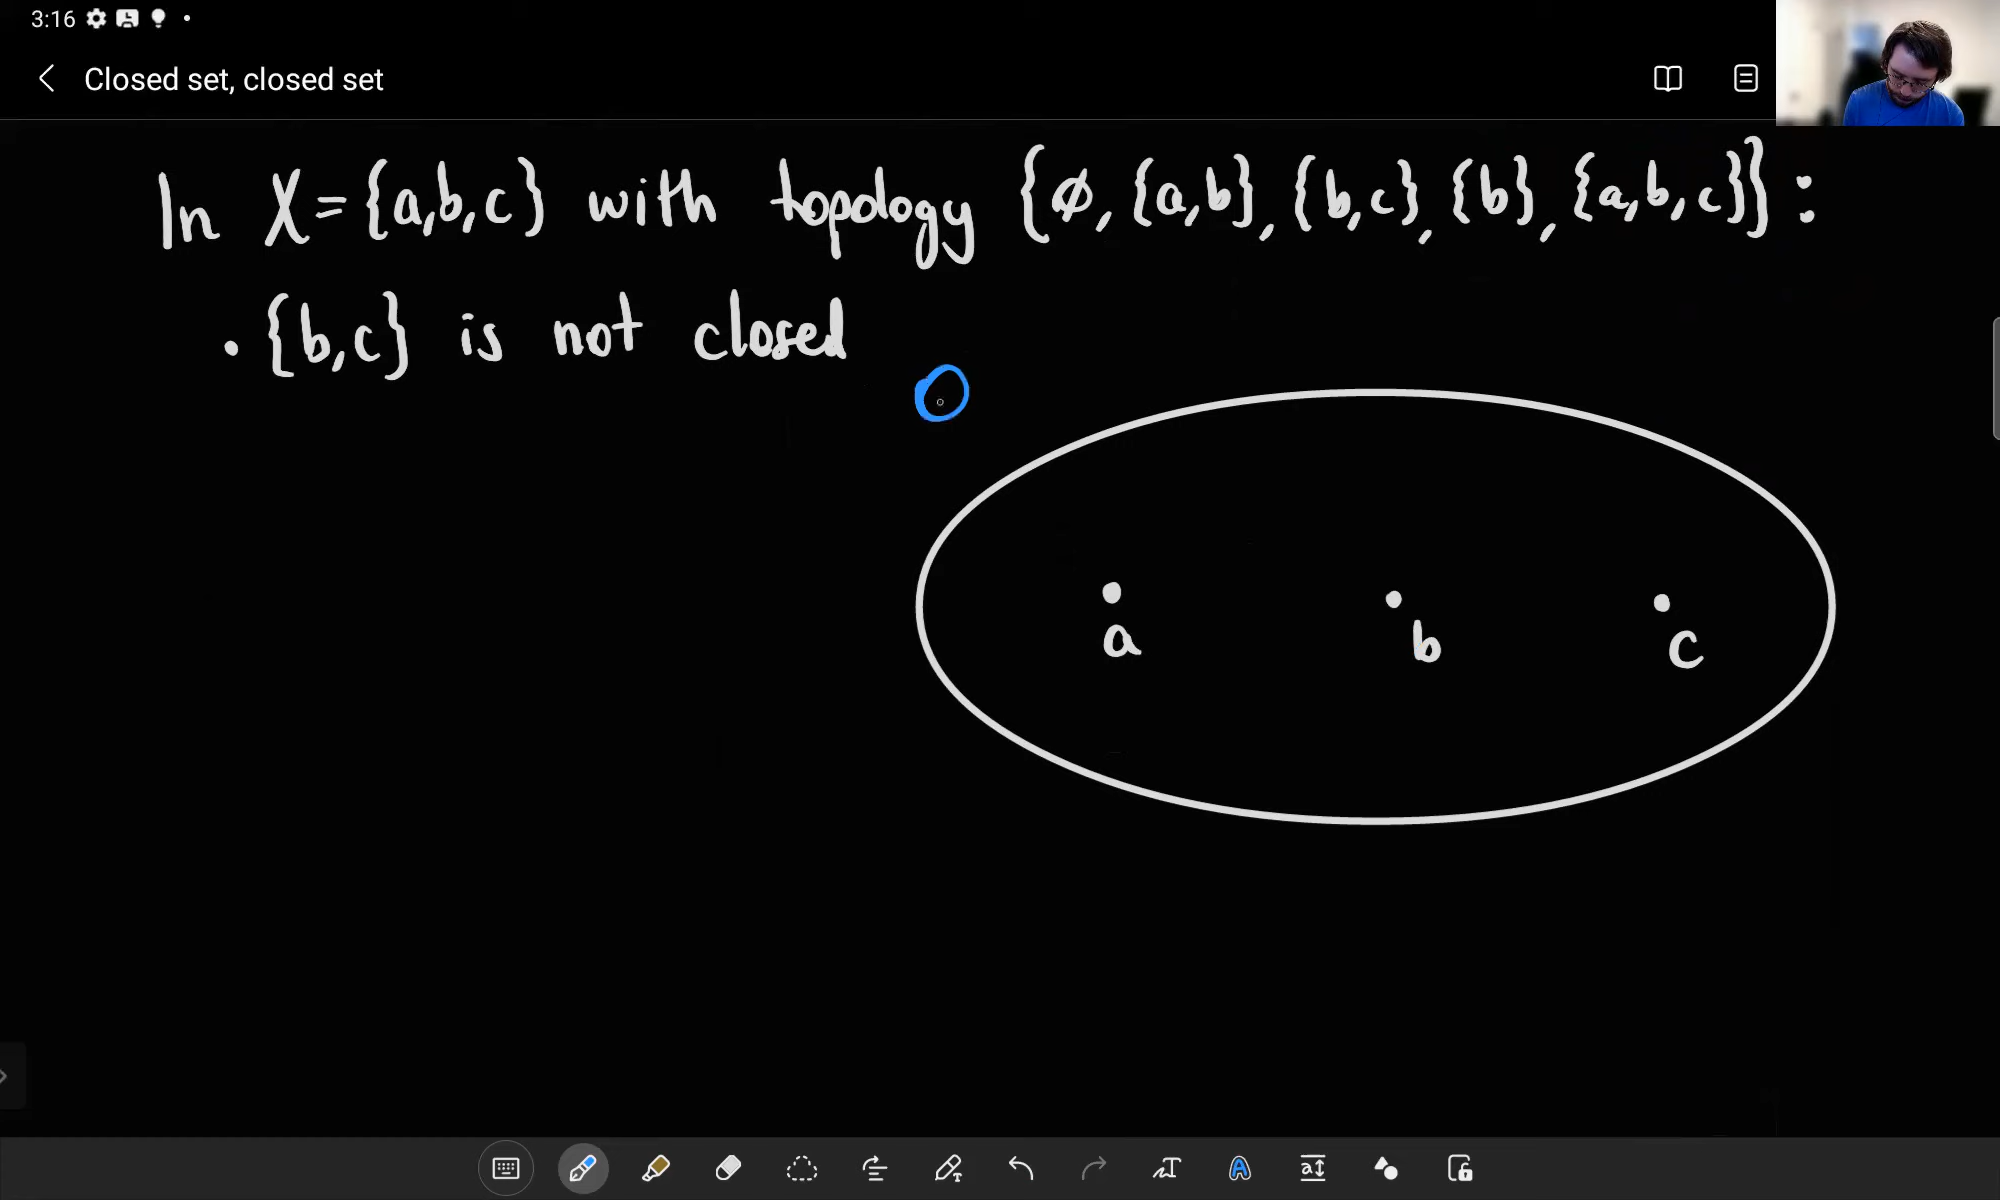 3:16
Closed set, closed set
In X = {a,b,c} with topology {∅, {a,b}, {b,c}, {b}, {a,b,c}}:
• {b,c} is not closed
a b c